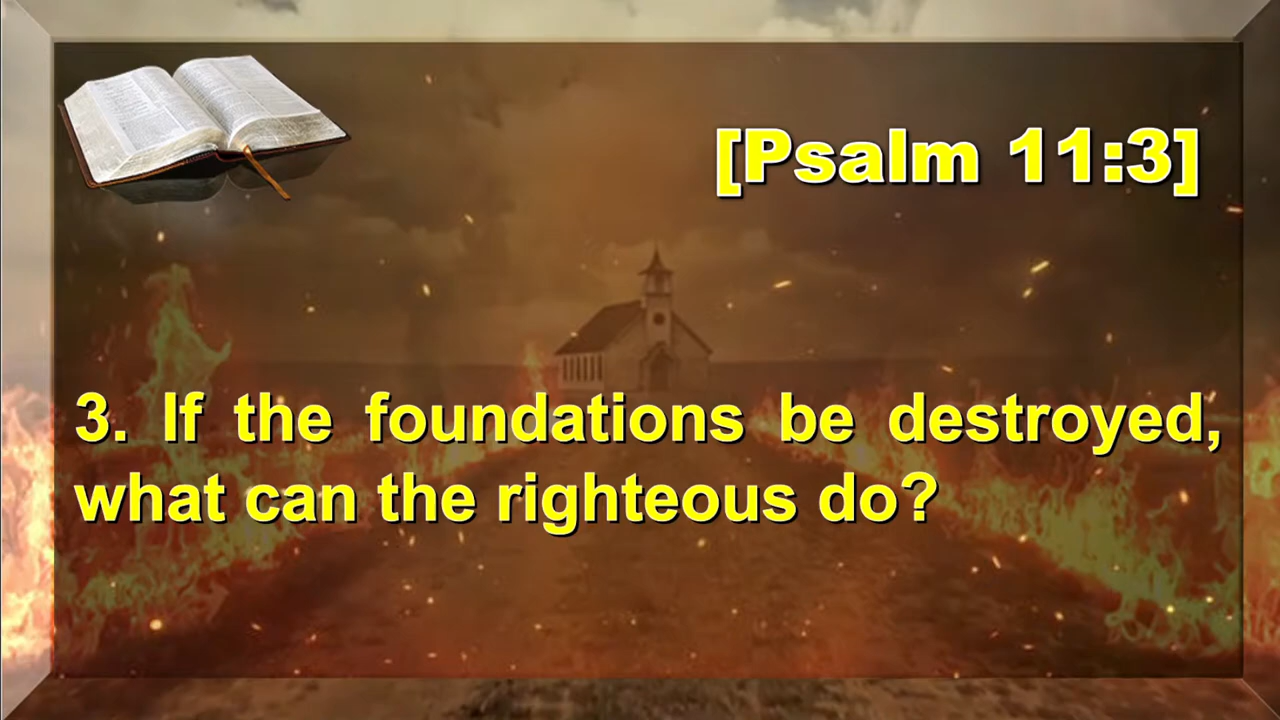 [Psalm 11:3]
3. If the foundations be destroyed,
what can the righteous do?